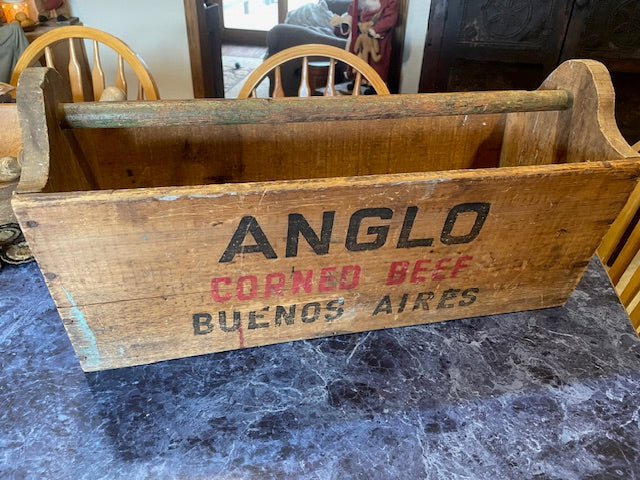 ANGLO
CORNED BEEF
BUENOS AIRES